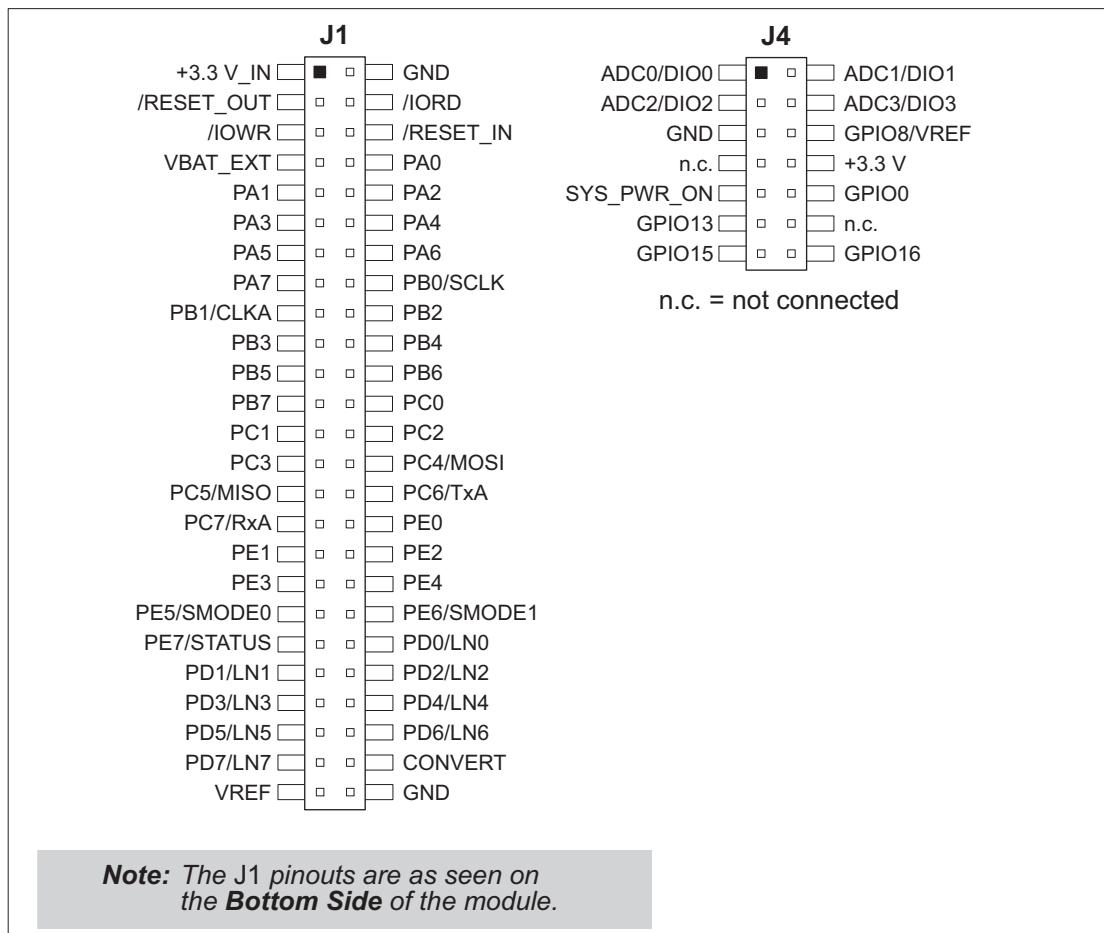 J1
+3.3 V_IN GND
/RESET_OUT /IORD
/IOWR /RESET_IN
VBAT_EXT PA0
PA1 PA2
PA3 PA4
PA5 PA6
PA7 PB0/SCLK
PB1/CLKA PB2
PB3 PB4
PB5 PB6
PB7 PC0
PC1 PC2
PC3 PC4/MOSI
PC5/MISO PC6/TxA
PC7/RxA PE0
PE1 PE2
PE3 PE4
PE5/SMODE0 PE6/SMODE1
PE7/STATUS PD0/LN0
PD1/LN1 PD2/LN2
PD3/LN3 PD4/LN4
PD5/LN5 PD6/LN6
PD7/LN7 CONVERT
VREF GND
J4
ADC0/DIO0 ADC1/DIO1
ADC2/DIO2 ADC3/DIO3
GND GPIO8/VREF
n.c. +3.3 V
SYS_PWR_ON GPIO0
GPIO13 n.c.
GPIO15 GPIO16
n.c. = not connected
Note: The J1 pinouts are as seen on
the Bottom Side of the module.